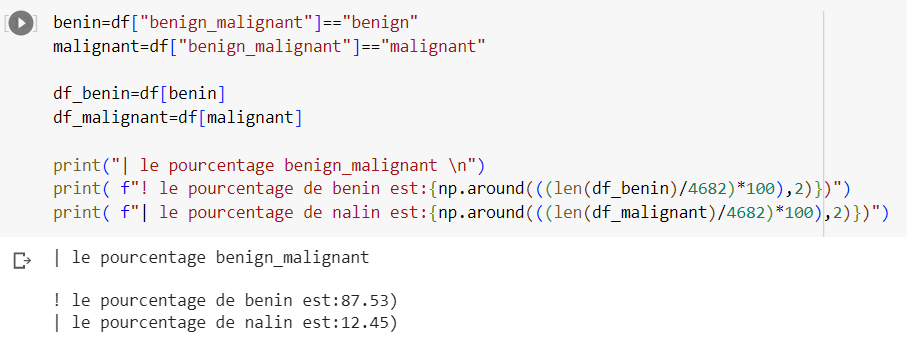 benin=df["benign_malignant"]=="benign"
malignant=df["benign_malignant"]=="malignant"
df_benin=df[benin]
df_malignant=df[malignant]
print("| le pourcentage benign_malignant \n")
print( f"! le pourcentage de benin est:{np.around(((len(df_benin)/4682)*100),2)})")
print( f"| le pourcentage de nalin est:{np.around(((len(df_malignant)/4682)*100),2)})")
| le pourcentage benign_malignant
! le pourcentage de benin est:87.53)
| le pourcentage de nalin est:12.45)